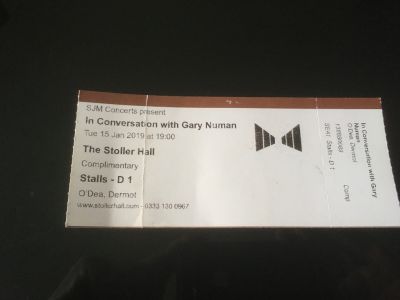 SJM Concerts present
In Conversation with Gary Numan
Tue 15 Jan 2019 at 19:00
The Stoller Hall
Complimentary
Stalls - D 1
O'Dea, Dermot
www.stollerhall.com - 0333 130 0967
In Conversation with Gary
Numan
O'Dea, Dermot
Comp
SEAT: Stalls - D 1